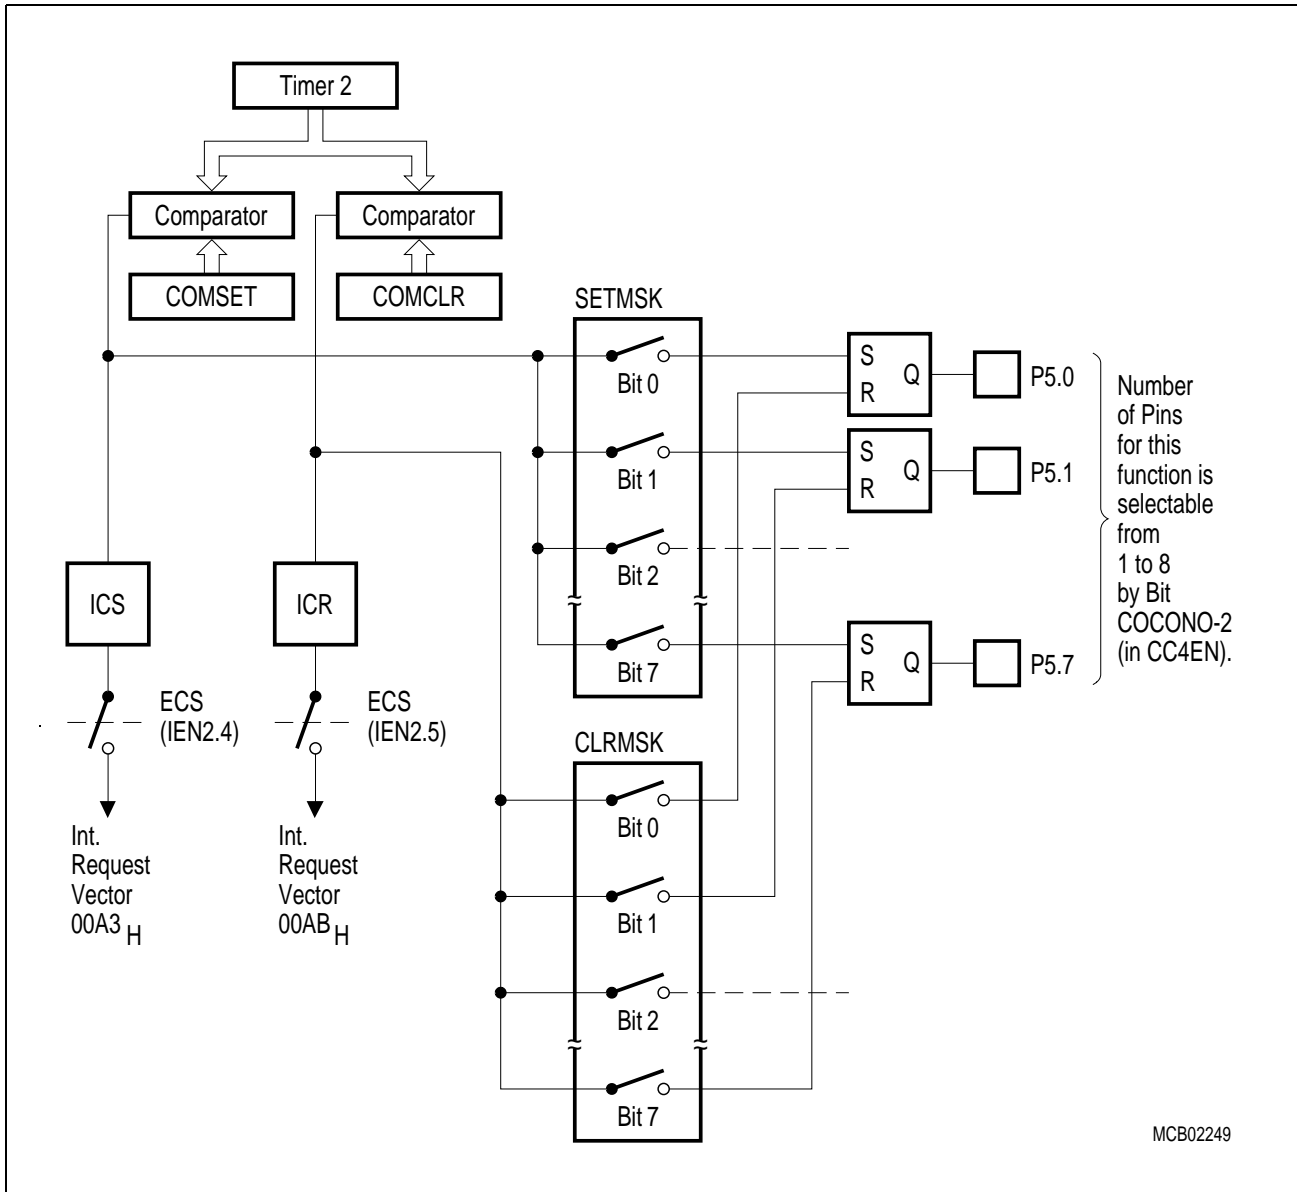 Timer 2
Comparator
Comparator
COMSET
COMCLR
SETMSK
Bit 0
Bit 1
Bit 2
Bit 7
S
R
Q
P5.0
S
R
Q
P5.1
S
R
Q
P5.7
Number
of Pins
for this
function is
selectable
from
1 to 8
by Bit
COCONO-2
(in CC4EN).
ICS
ICR
ECS
(IEN2.4)
ECS
(IEN2.5)
Int.
Request
Vector
00A3 H
Int.
Request
Vector
00AB H
CLRMSK
Bit 0
Bit 1
Bit 2
Bit 7
MCB02249